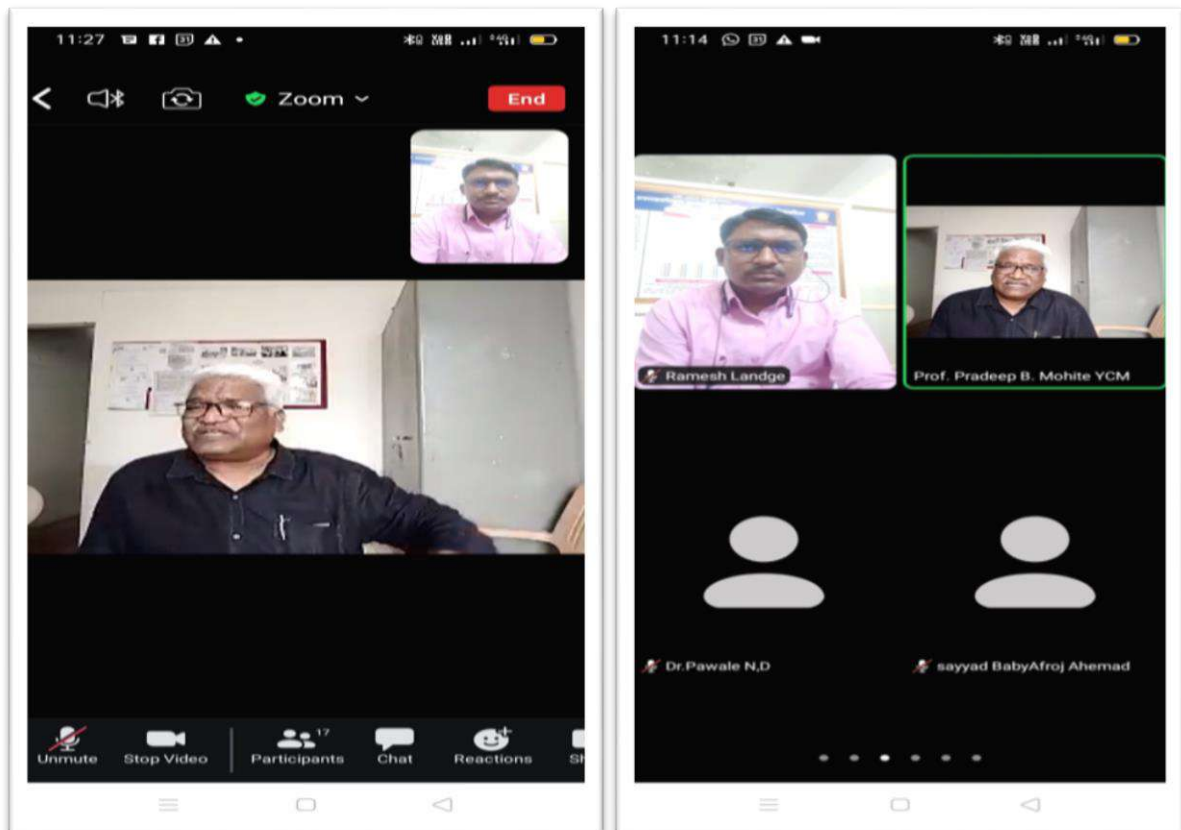 11:27
Zoom
End
Unmute
Stop Video
Participants
17
Chat
Reactions
11:14
Ramesh Landge
Prof. Pradeep B. Mohite YCM
Dr.Pawale N,D
sayyad BabyAfroj Ahemad